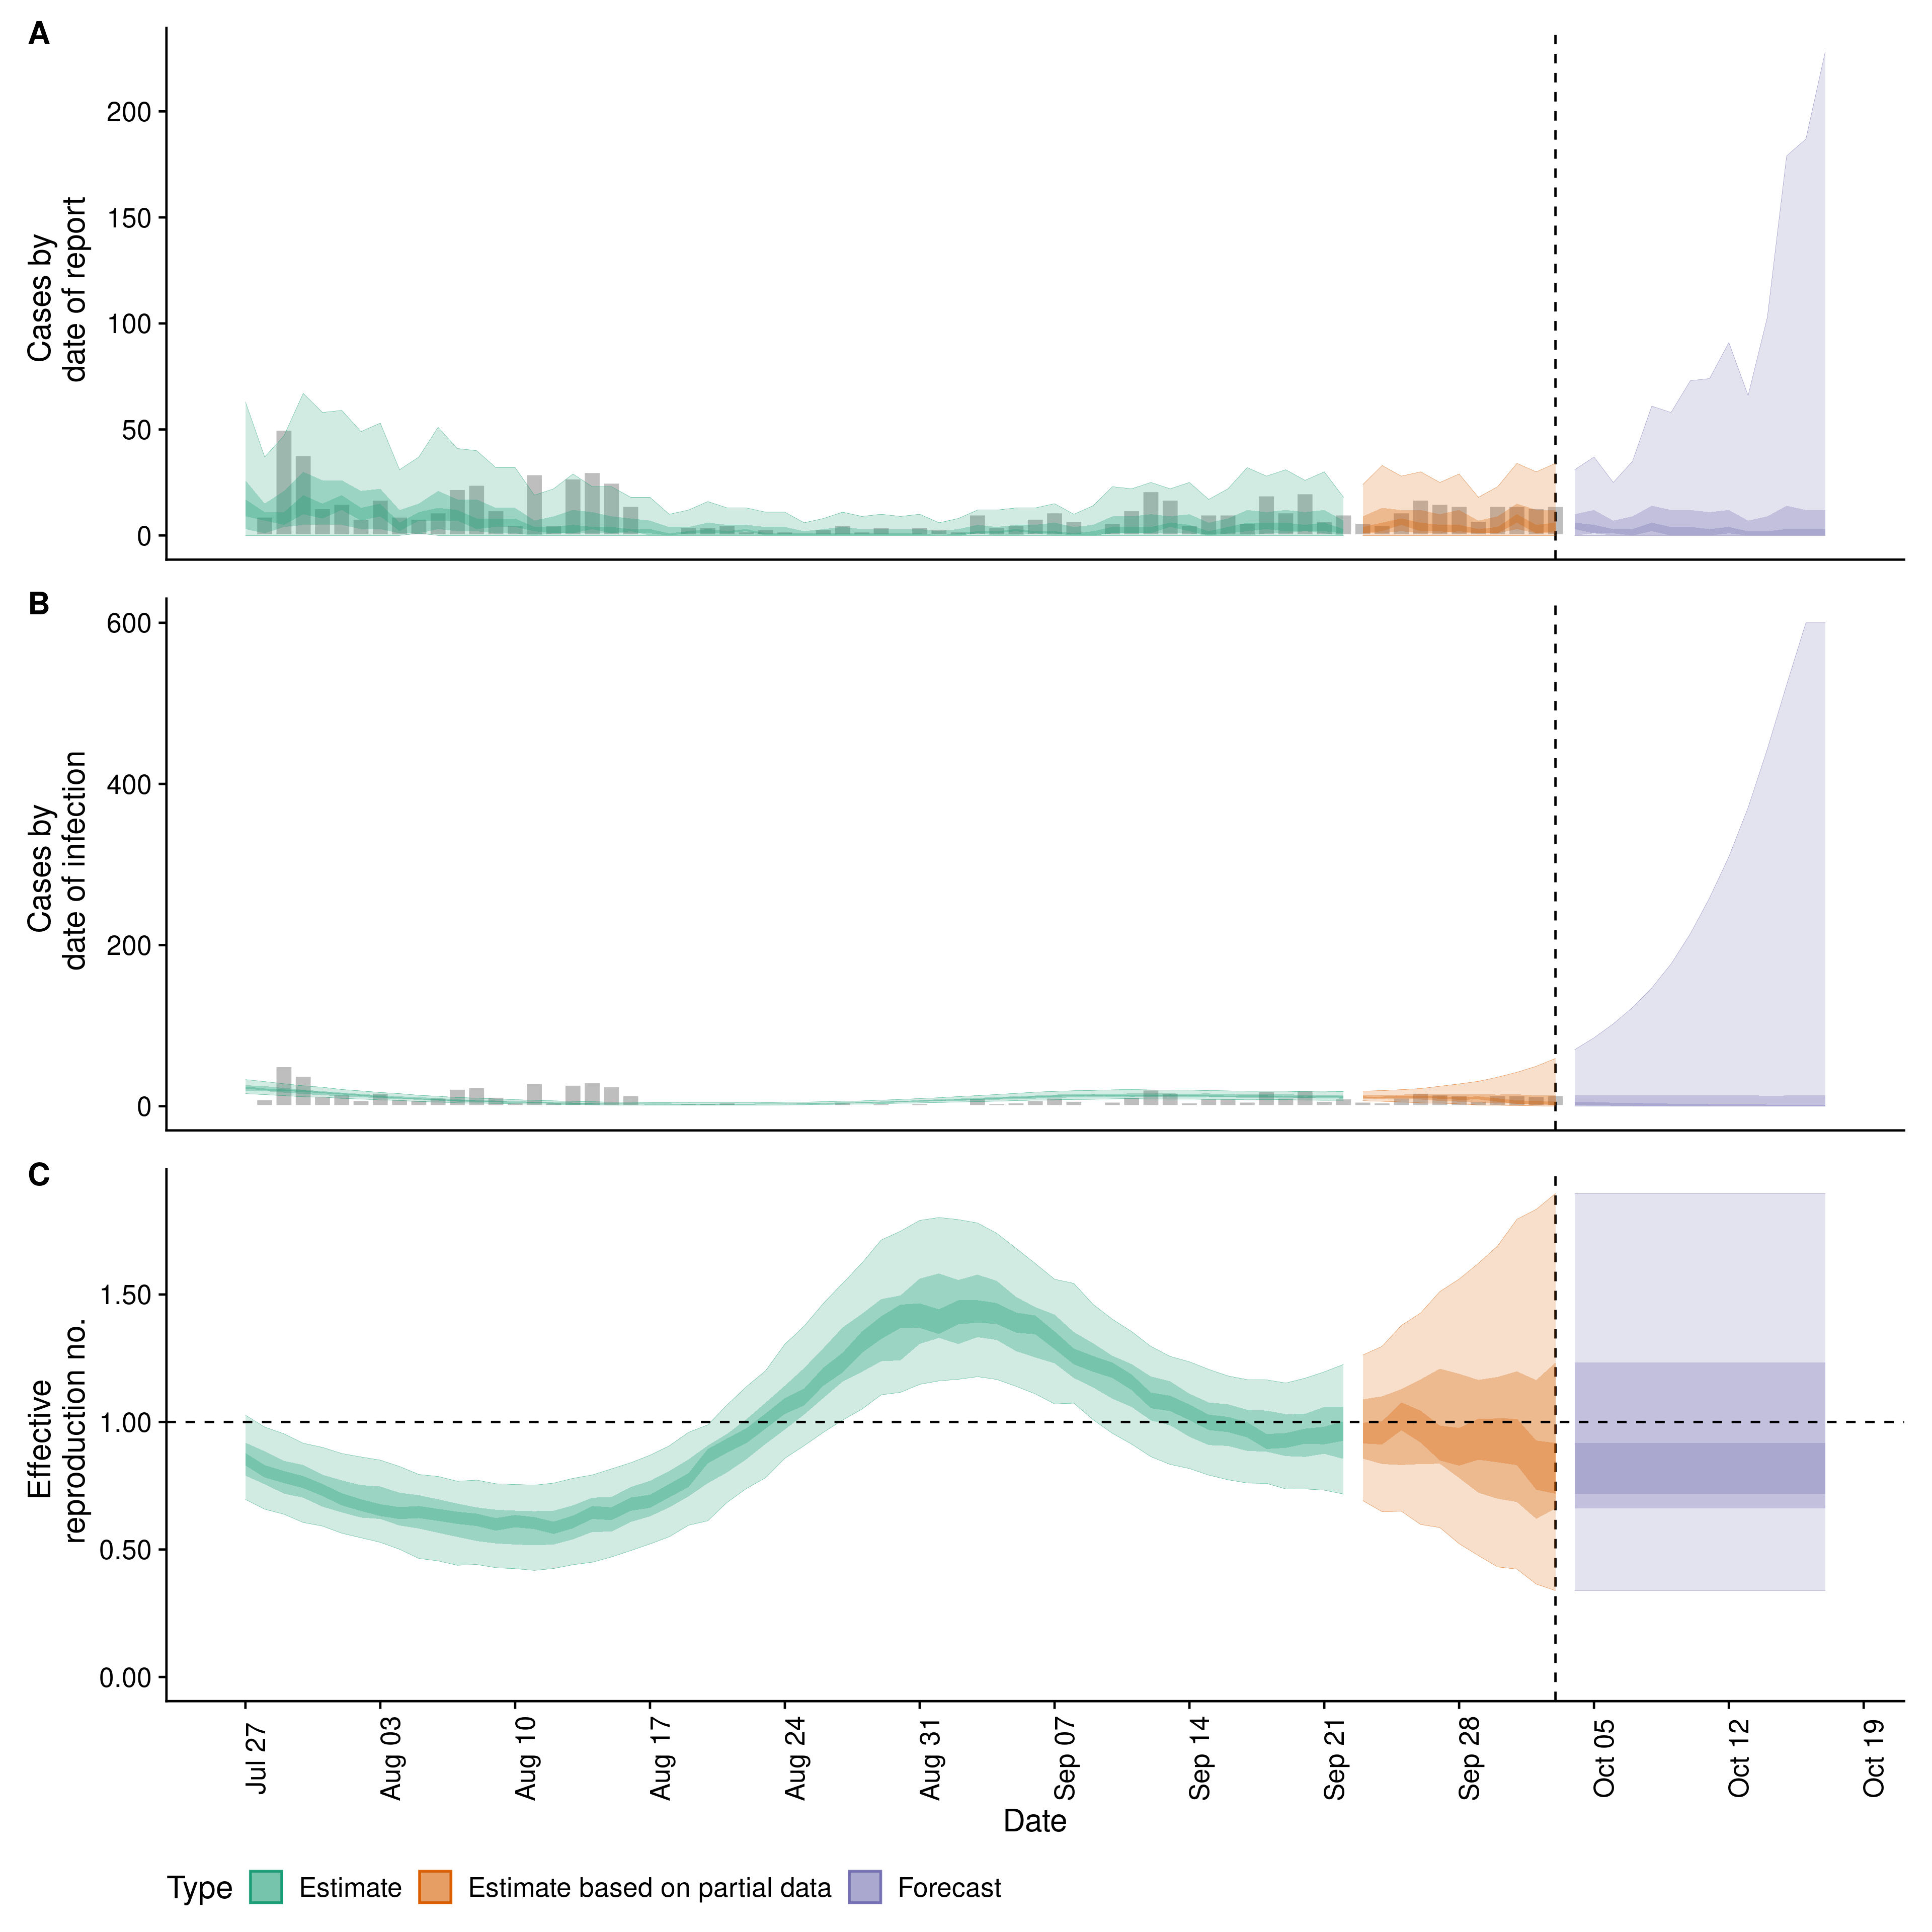 A
Cases by
date of report
200
150
100
50
0
B
Cases by
date of infection
600
400
200
0
C
Effective
reproduction no.
1.50
1.00
0.50
0.00
Jul 27
Aug 03
Aug 10
Aug 17
Aug 24
Aug 31
Sep 07
Sep 14
Sep 21
Sep 28
Oct 05
Oct 12
Oct 19
Date
Type Estimate Estimate based on partial data Forecast